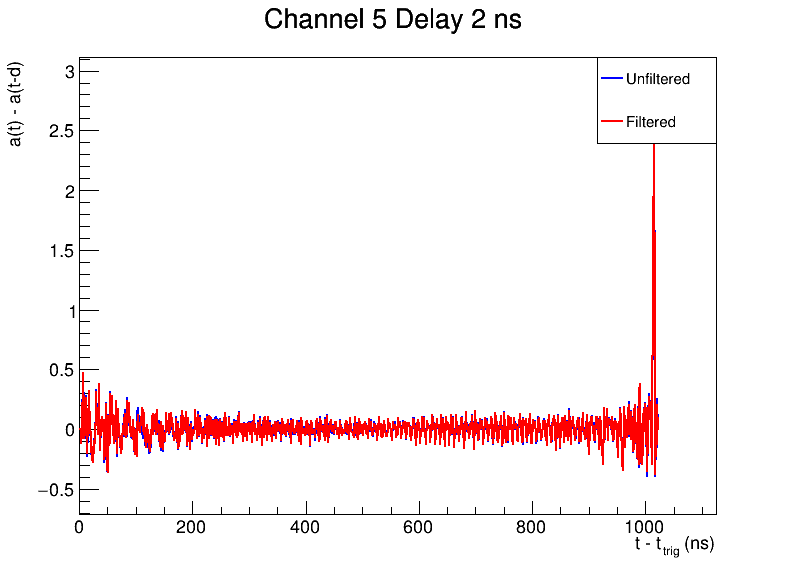 Channel 5 Delay 2 ns
a(t) - a(t-d)
3
2.5
2
1.5
1
0.5
0
−0.5
Unfiltered
Filtered
0 200 400 600 800 1000
t - t_trig (ns)